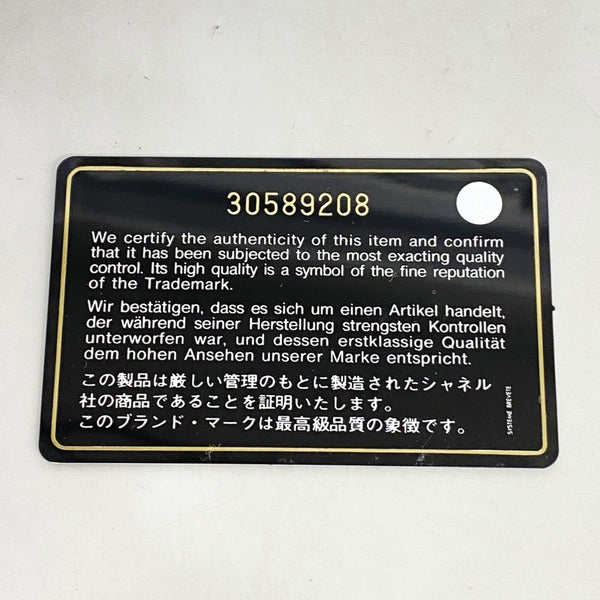 30589208
We certify the authenticity of this item and confirm
that it has been subjected to the most exacting quality
control. Its high quality is a symbol of the fine reputation
of the Trademark.
Wir bestätigen, dass es sich um einen Artikel handelt,
der während seiner Herstellung strengsten Kontrollen
unterworfen war, und dessen erstklassige Qualität
dem hohen Ansehen unserer Marke entspricht.
この製品は厳しい管理のもとに製造されたシャネル
社の商品であることを証明いたします。
このブランド・マークは最高級品質の象徴です。
SYSTEME BREVETE